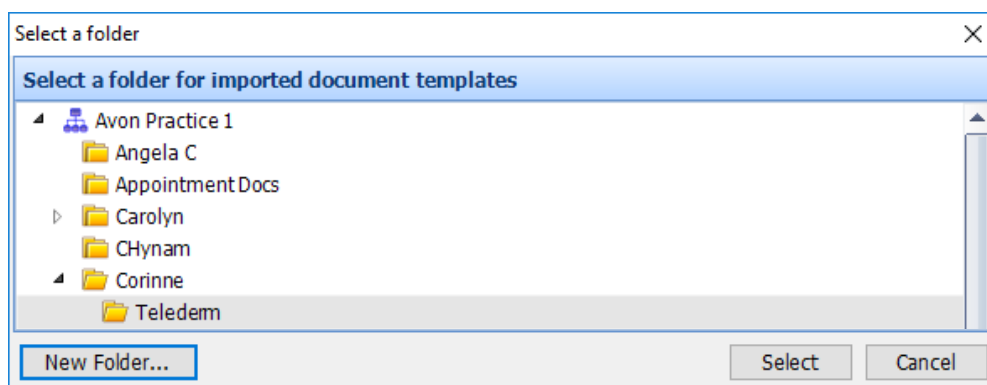 Select a folder
Select a folder for imported document templates
Avon Practice 1
Angela C
Appointment Docs
Carolyn
CHynam
Corinne
Telederm
New Folder... Select Cancel